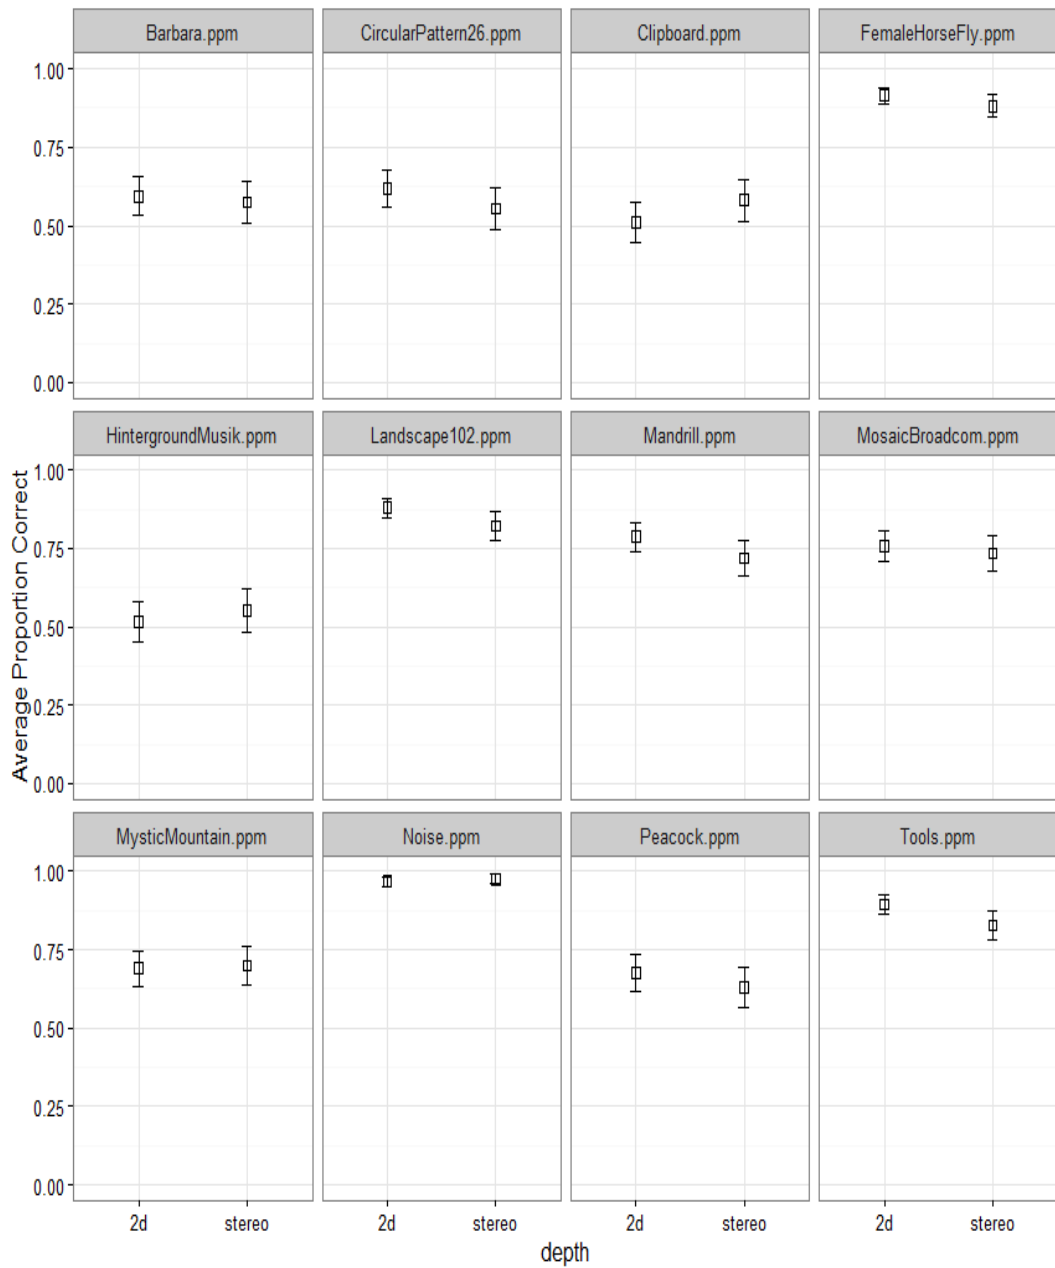 Barbara.ppm CircularPattern26.ppm Clipboard.ppm FemaleHorseFly.ppm
1.00
0.75
0.50
0.25
0.00
HintergroundMusik.ppm Landscape102.ppm Mandrill.ppm MosaicBroadcom.ppm
1.00
0.75
0.50
0.25
0.00
Average Proportion Correct
MysticMountain.ppm Noise.ppm Peacock.ppm Tools.ppm
1.00
0.75
0.50
0.25
0.00
2d stereo 2d stereo 2d stereo 2d stereo
depth